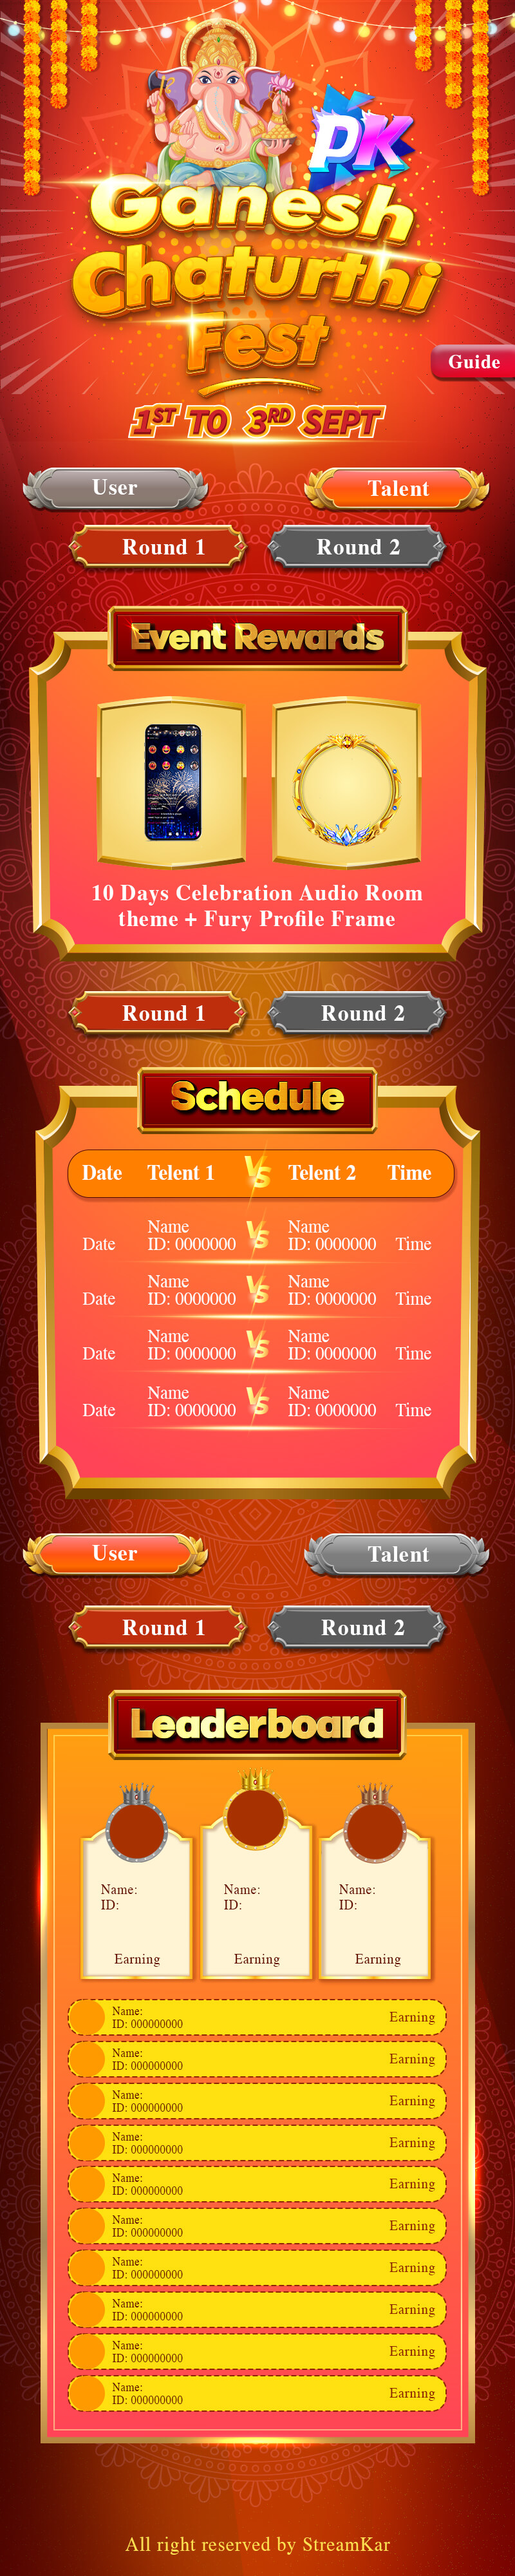 PK
Ganesh
Chaturthi
Fest
Guide
1ST TO 3RD SEPT
User Talent
Round 1 Round 2
Event Rewards
10 Days Celebration Audio Room
theme + Fury Profile Frame
Round 1 Round 2
Schedule
Date Telent 1 VS Telent 2 Time
Name Name
Date ID: 0000000 VS ID: 0000000 Time
Name Name
Date ID: 0000000 VS ID: 0000000 Time
Name Name
Date ID: 0000000 VS ID: 0000000 Time
Name Name
Date ID: 0000000 VS ID: 0000000 Time
User Talent
Round 1 Round 2
Leaderboard
Name: Name: Name:
ID: ID: ID:
Earning Earning Earning
Name:
ID: 000000000 Earning
Name:
ID: 000000000 Earning
Name:
ID: 000000000 Earning
Name:
ID: 000000000 Earning
Name:
ID: 000000000 Earning
Name:
ID: 000000000 Earning
Name:
ID: 000000000 Earning
Name:
ID: 000000000 Earning
Name:
ID: 000000000 Earning
Name:
ID: 000000000 Earning
All right reserved by StreamKar